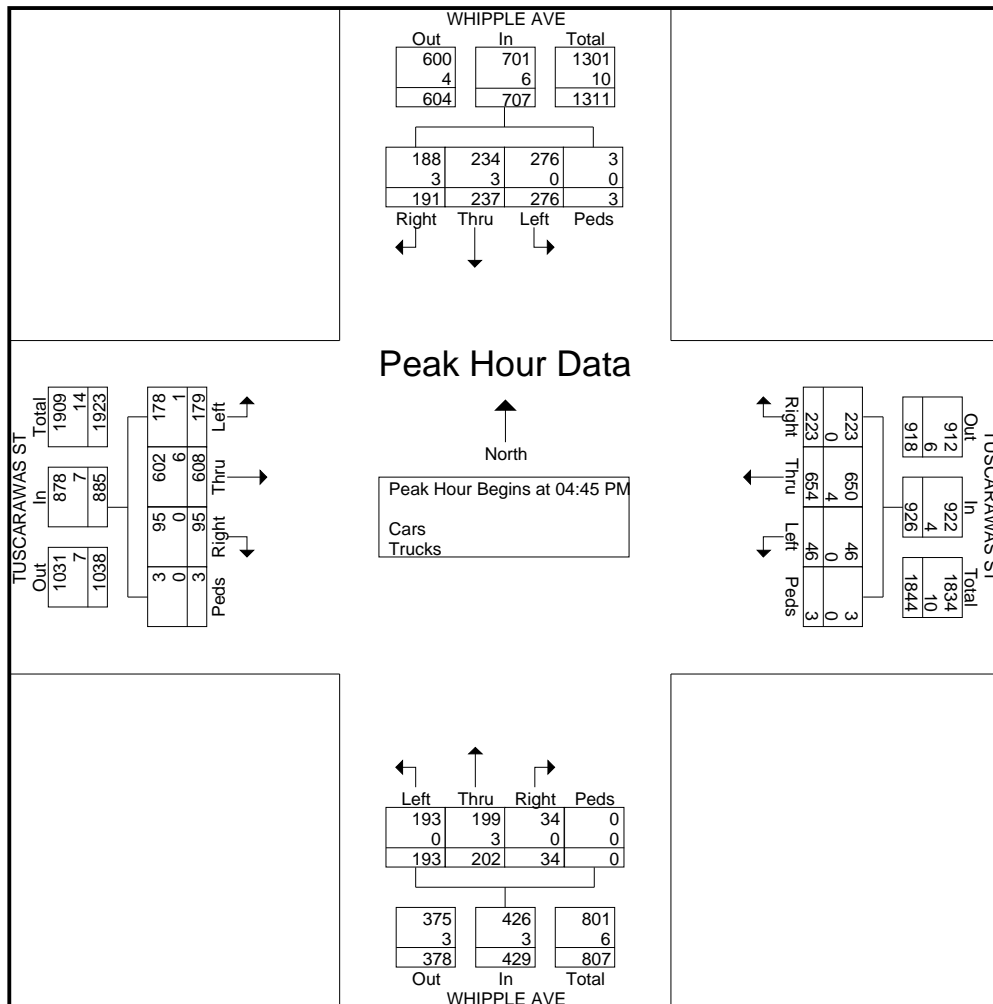 WHIPPLE AVE
Out In Total
600 701 1301
4 6 10
604 707 1311
188 234 276 3
3 3 0 0
191 237 276 3
Right Thru Left Peds
Peak Hour Data
North
Peak Hour Begins at 04:45 PM
Cars
Trucks
TUSCARAWAS ST
Out In Total
1031 878 1909
7 7 14
1038 885 1923
3 95 602 178
0 0 6 1
3 95 608 179
Peds Right Thru Left
TUSCARAWAS ST
Out In Total
912 922 1834
6 4 10
918 926 1844
223 650 46 3
0 4 0 0
223 654 46 3
Right Thru Left Peds
Left Thru Right Peds
193 199 34 0
0 3 0 0
193 202 34 0
375 426 801
3 3 6
378 429 807
Out In Total
WHIPPLE AVE